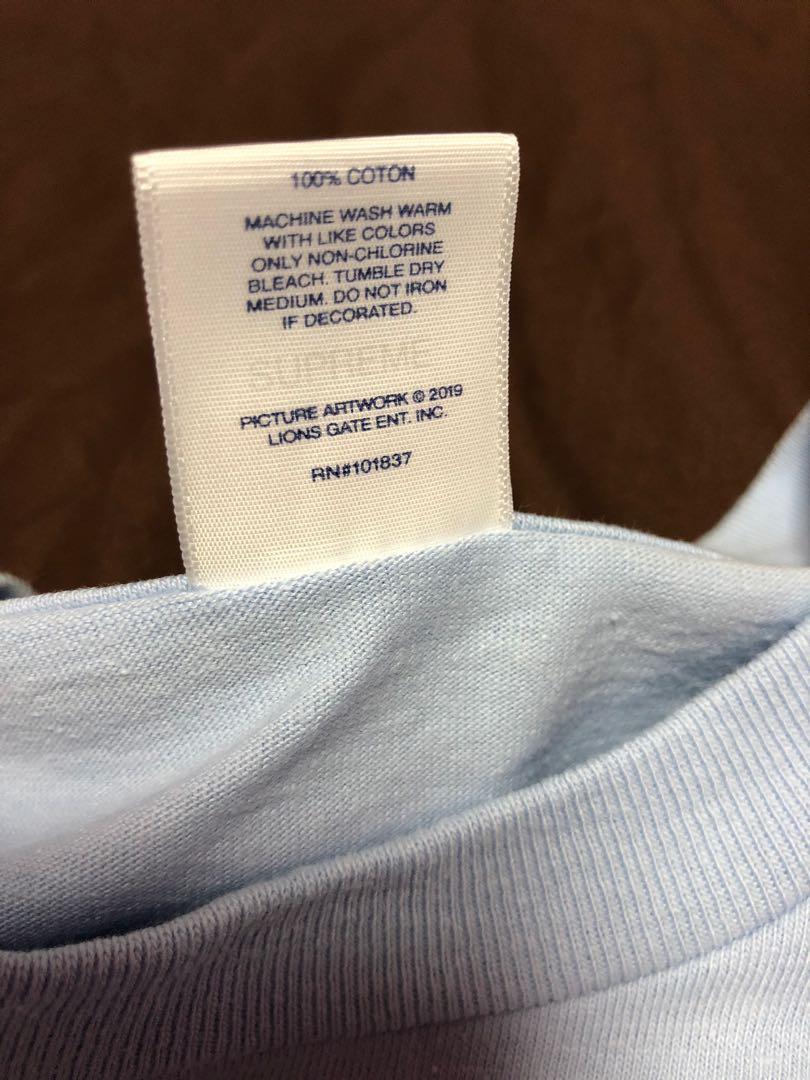 100% COTON
MACHINE WASH WARM
WITH LIKE COLORS
ONLY NON-CHLORINE
BLEACH. TUMBLE DRY
MEDIUM. DO NOT IRON
IF DECORATED.
SUPREME
PICTURE ARTWORK © 2019
LIONS GATE ENT. INC.
RN#101837